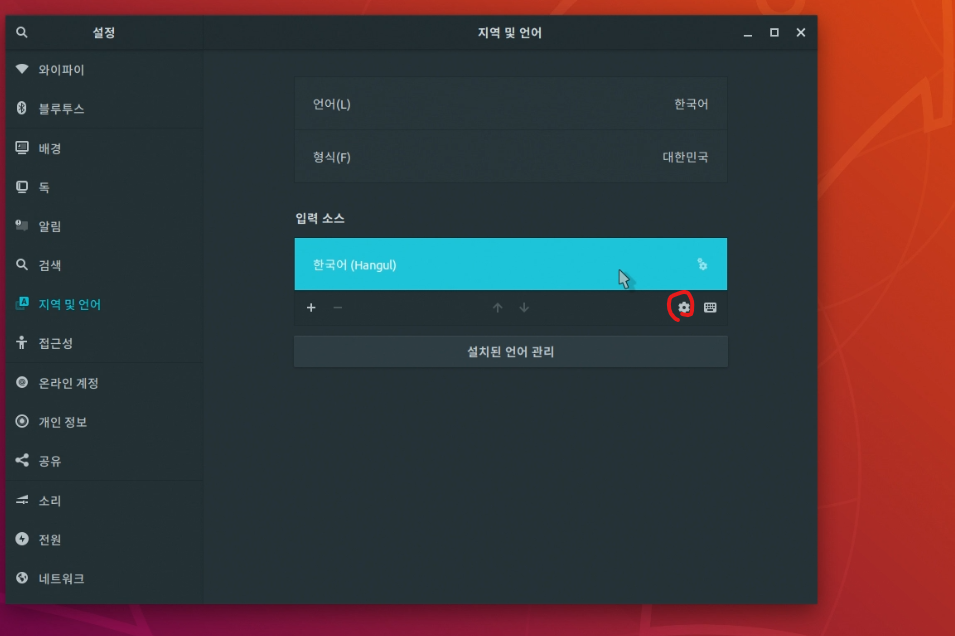 설정
지역 및 언어
와이파이
블루투스
배경
독
알림
검색
지역 및 언어
접근성
온라인 계정
개인 정보
공유
소리
전원
네트워크
언어(L) 한국어
형식(F) 대한민국
입력 소스
한국어 (Hangul)
설치된 언어 관리